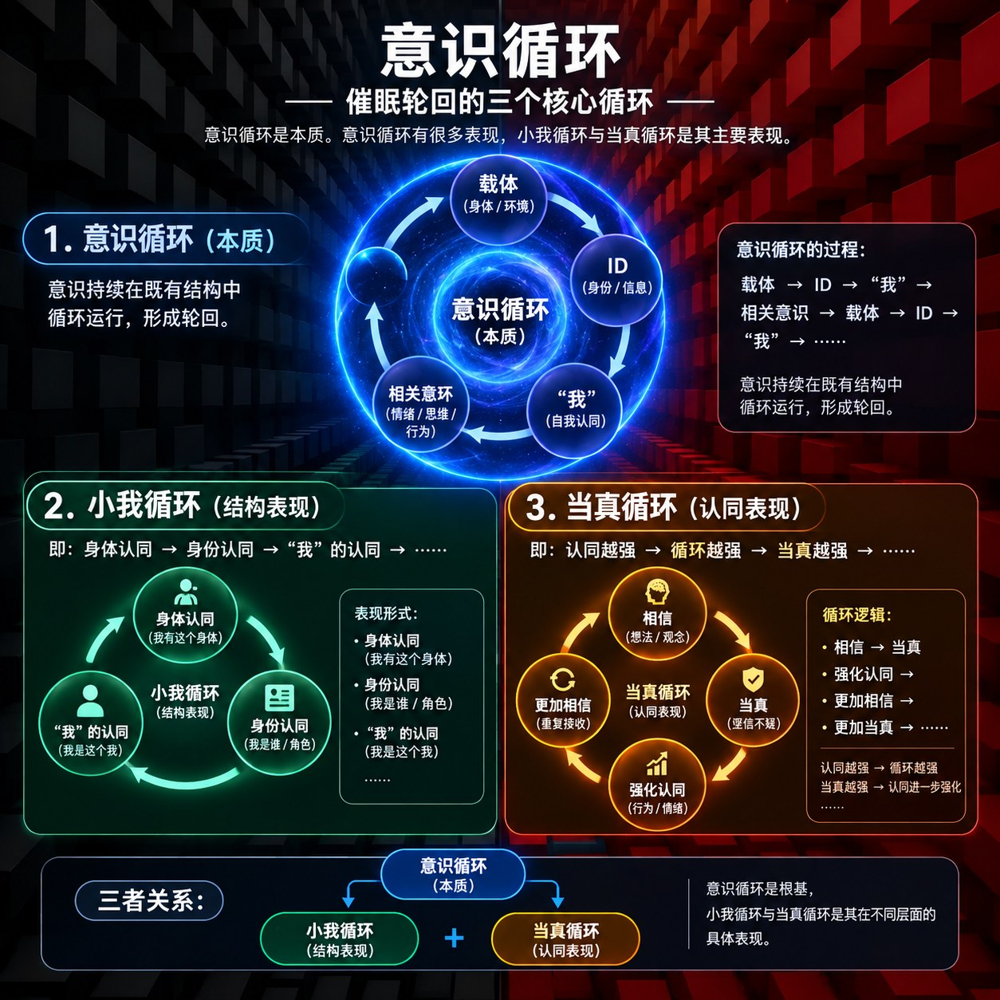 意识循环
催眠轮回的三个核心循环
意识循环是本质。意识循环有很多表现，小我循环与当真循环是其主要表现。
1. 意识循环（本质）
意识持续在既有结构中
循环运行，形成轮回。
载体
（身体 / 环境）
ID
（身份 / 信息）
“我”
（自我认同）
相关意环
（情绪 / 思维 /
行为）
意识循环
（本质）
意识循环的过程：
载体 → ID → “我” →
相关意识 → 载体 → ID →
“我” → ……
意识持续在既有结构中
循环运行，形成轮回。
2. 小我循环（结构表现）
即：身体认同 → 身份认同 → “我” 的认同 → ……
身体认同
（我有这个身体）
身份认同
（我是谁 / 角色）
“我” 的认同
（我是这个我）
小我循环
（结构表现）
表现形式：
• 身体认同
（我有这个身体）
• 身份认同
（我是谁 / 角色）
• “我” 的认同
（我是这个我）
……
3. 当真循环（认同表现）
即：认同越强 → 循环越强 → 当真越强 → ……
相信
（想法 / 观念）
当真
（信不疑）
强化认同
（行为 / 情绪）
更加相信
（重复接收）
当真循环
（认同表现）
循环逻辑：
• 相信 → 当真
• 强化认同 →
• 更加相信 →
• 更加当真 → ……
认同越强 → 循环越强
当真越强 → 认同进一步强化
……
三者关系：
意识循环
（本质）
小我循环
（结构表现）
+
当真循环
（认同表现）
意识循环是根基，
小我循环与当真循环是其在不同层面的
具体表现。